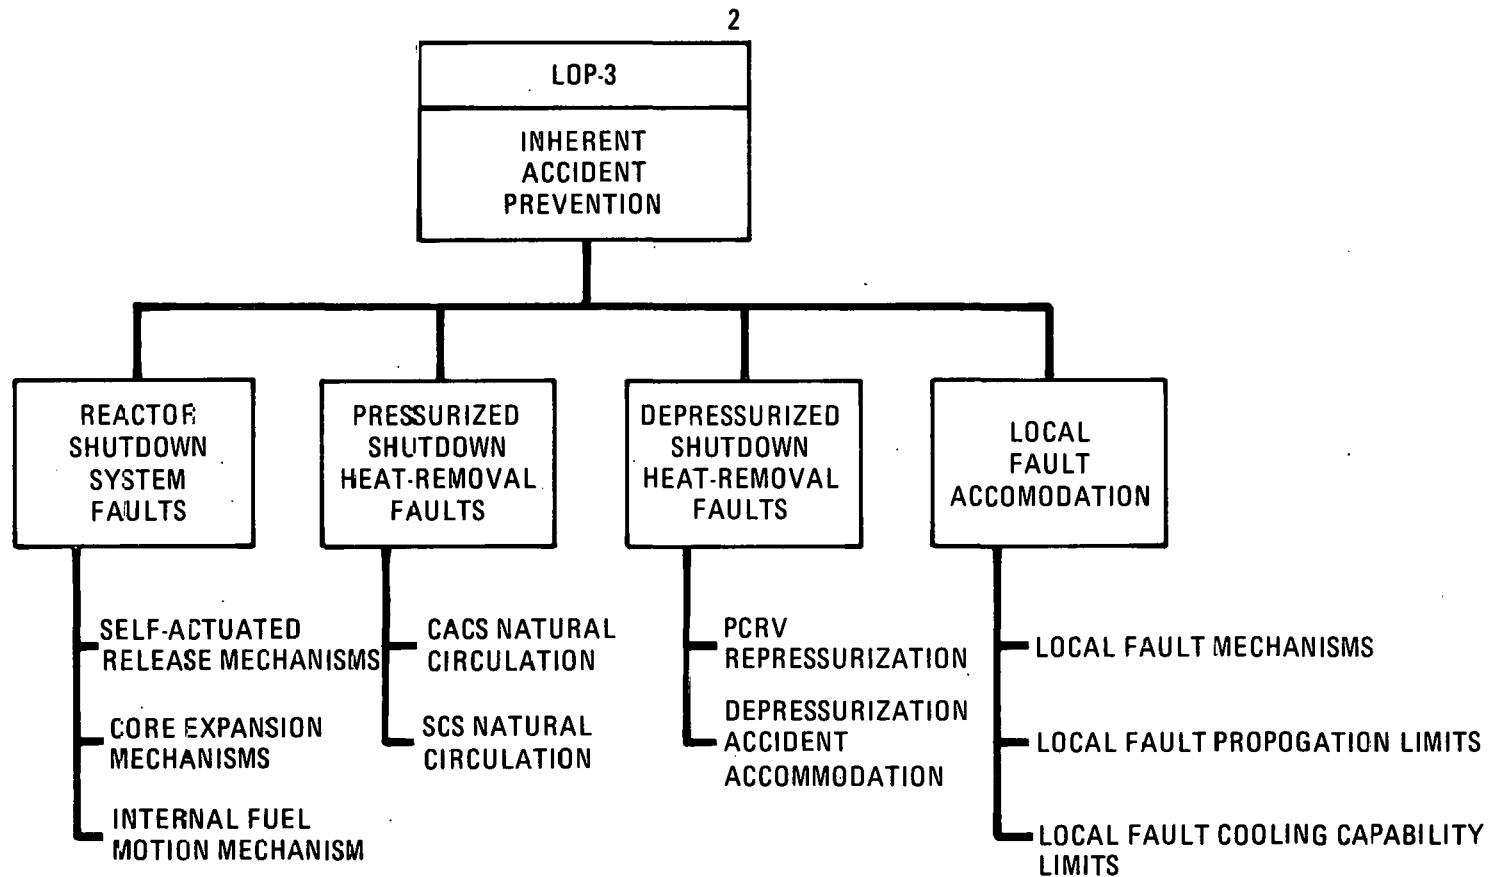 2
LOP-3
INHERENT
ACCIDENT
PREVENTION
REACTOR
SHUTDOWN
SYSTEM
FAULTS
PRESSURIZED
SHUTDOWN
HEAT-REMOVAL
FAULTS
DEPRESSURIZED
SHUTDOWN
HEAT-REMOVAL
FAULTS
LOCAL
FAULT
ACCOMODATION
SELF-ACTUATED
RELEASE MECHANISMS
CORE EXPANSION
MECHANISMS
INTERNAL FUEL
MOTION MECHANISM
CACS NATURAL
CIRCULATION
SCS NATURAL
CIRCULATION
PCRV
REPRESSURIZATION
DEPRESSURIZATION
ACCIDENT
ACCOMMODATION
LOCAL FAULT MECHANISMS
LOCAL FAULT PROPOGATION LIMITS
LOCAL FAULT COOLING CAPABILITY
LIMITS